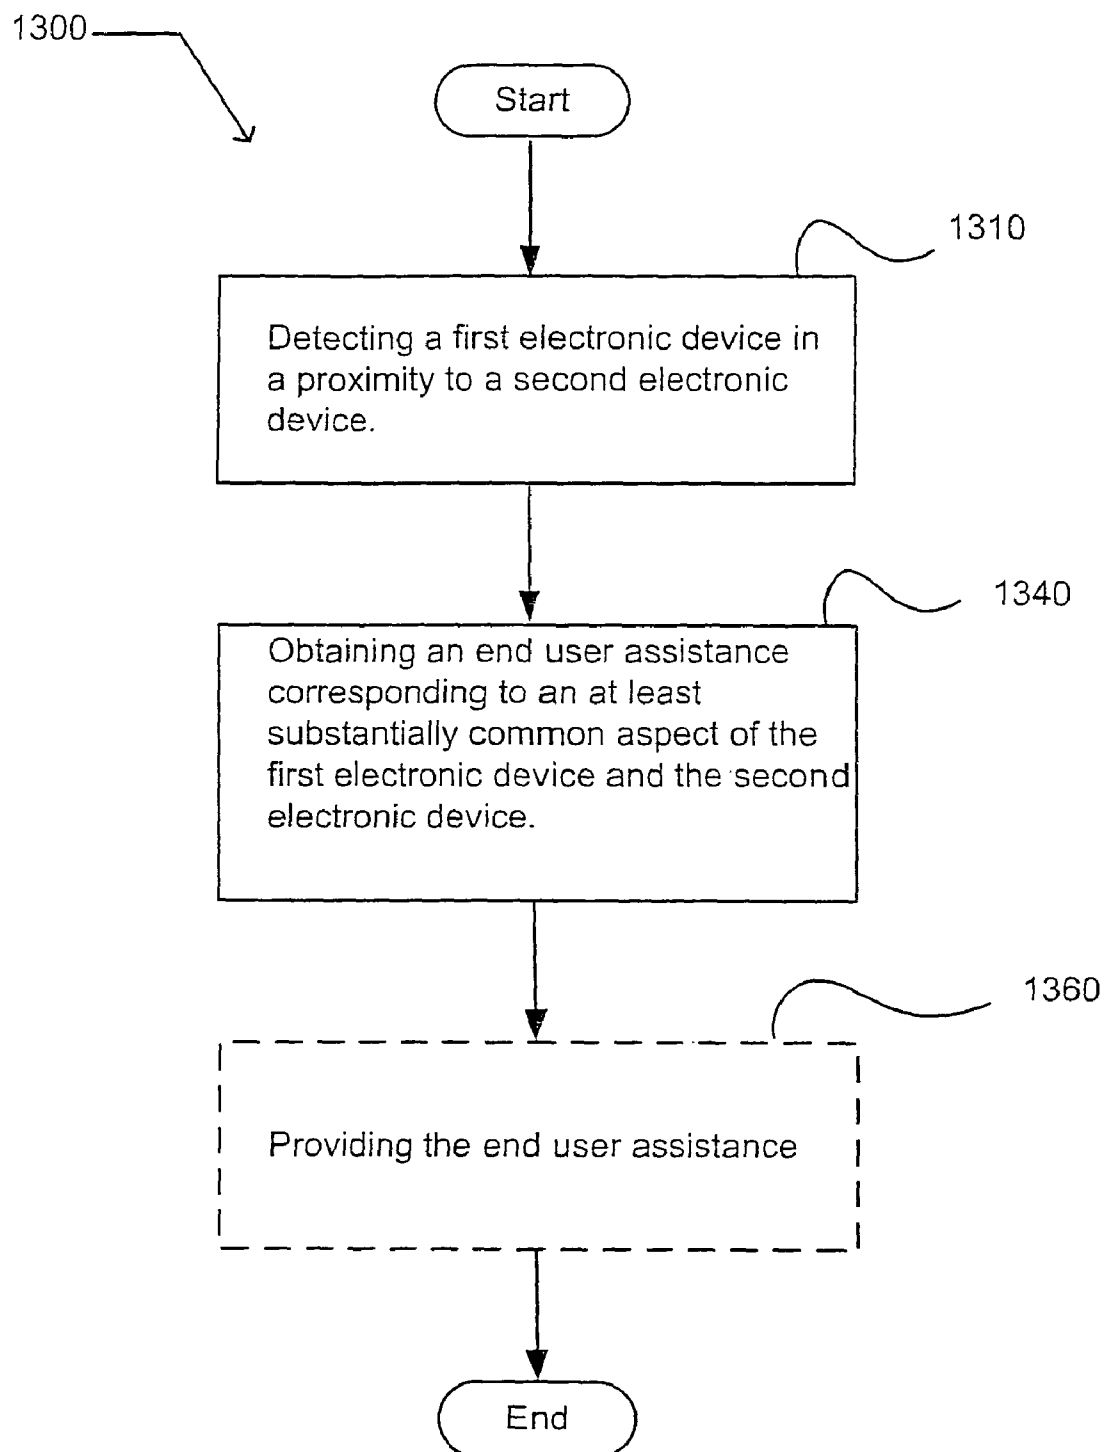 1300
Start
1310
Detecting a first electronic device in
a proximity to a second electronic
device.
1340
Obtaining an end user assistance
corresponding to an at least
substantially common aspect of the
first electronic device and the second
electronic device.
1360
Providing the end user assistance
End